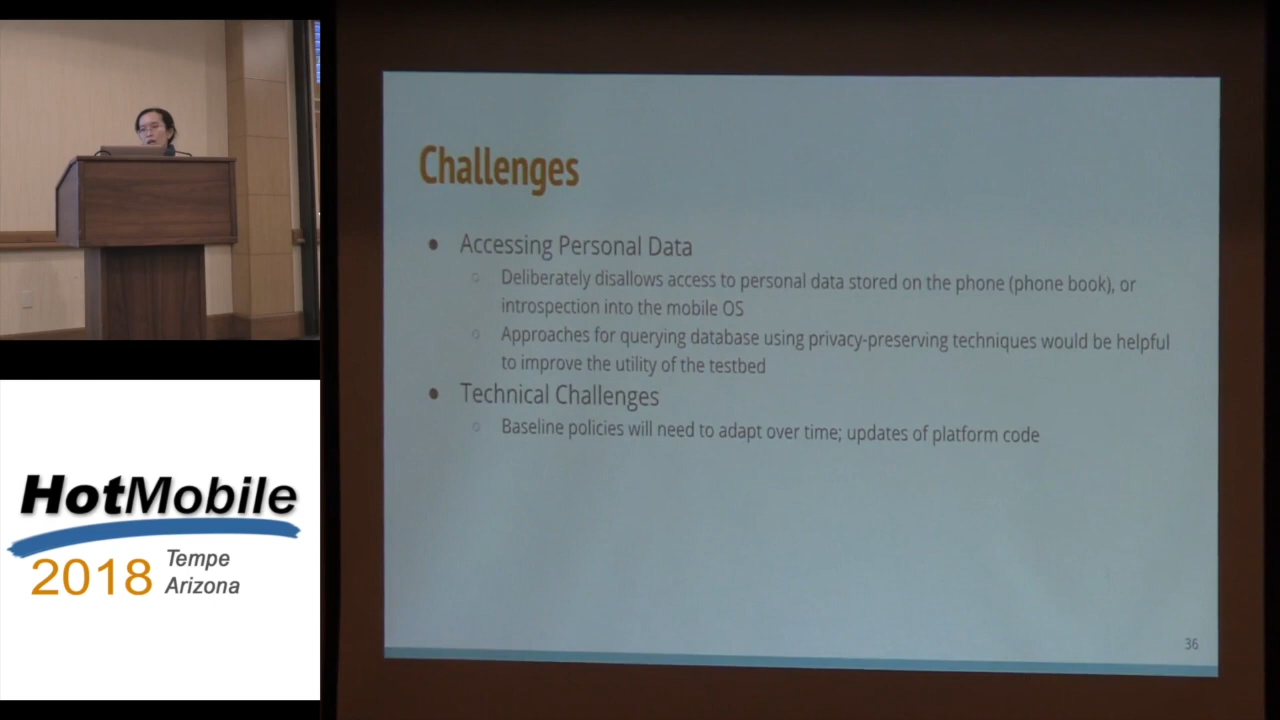 Challenges
● Accessing Personal Data
○ Deliberately disallows access to personal data stored on the phone (phone book), or
introspection into the mobile OS
○ Approaches for querying database using privacy-preserving techniques would be helpful
to improve the utility of the testbed
● Technical Challenges
○ Baseline policies will need to adapt over time; updates of platform code
36
HotMobile
2018
Tempe
Arizona